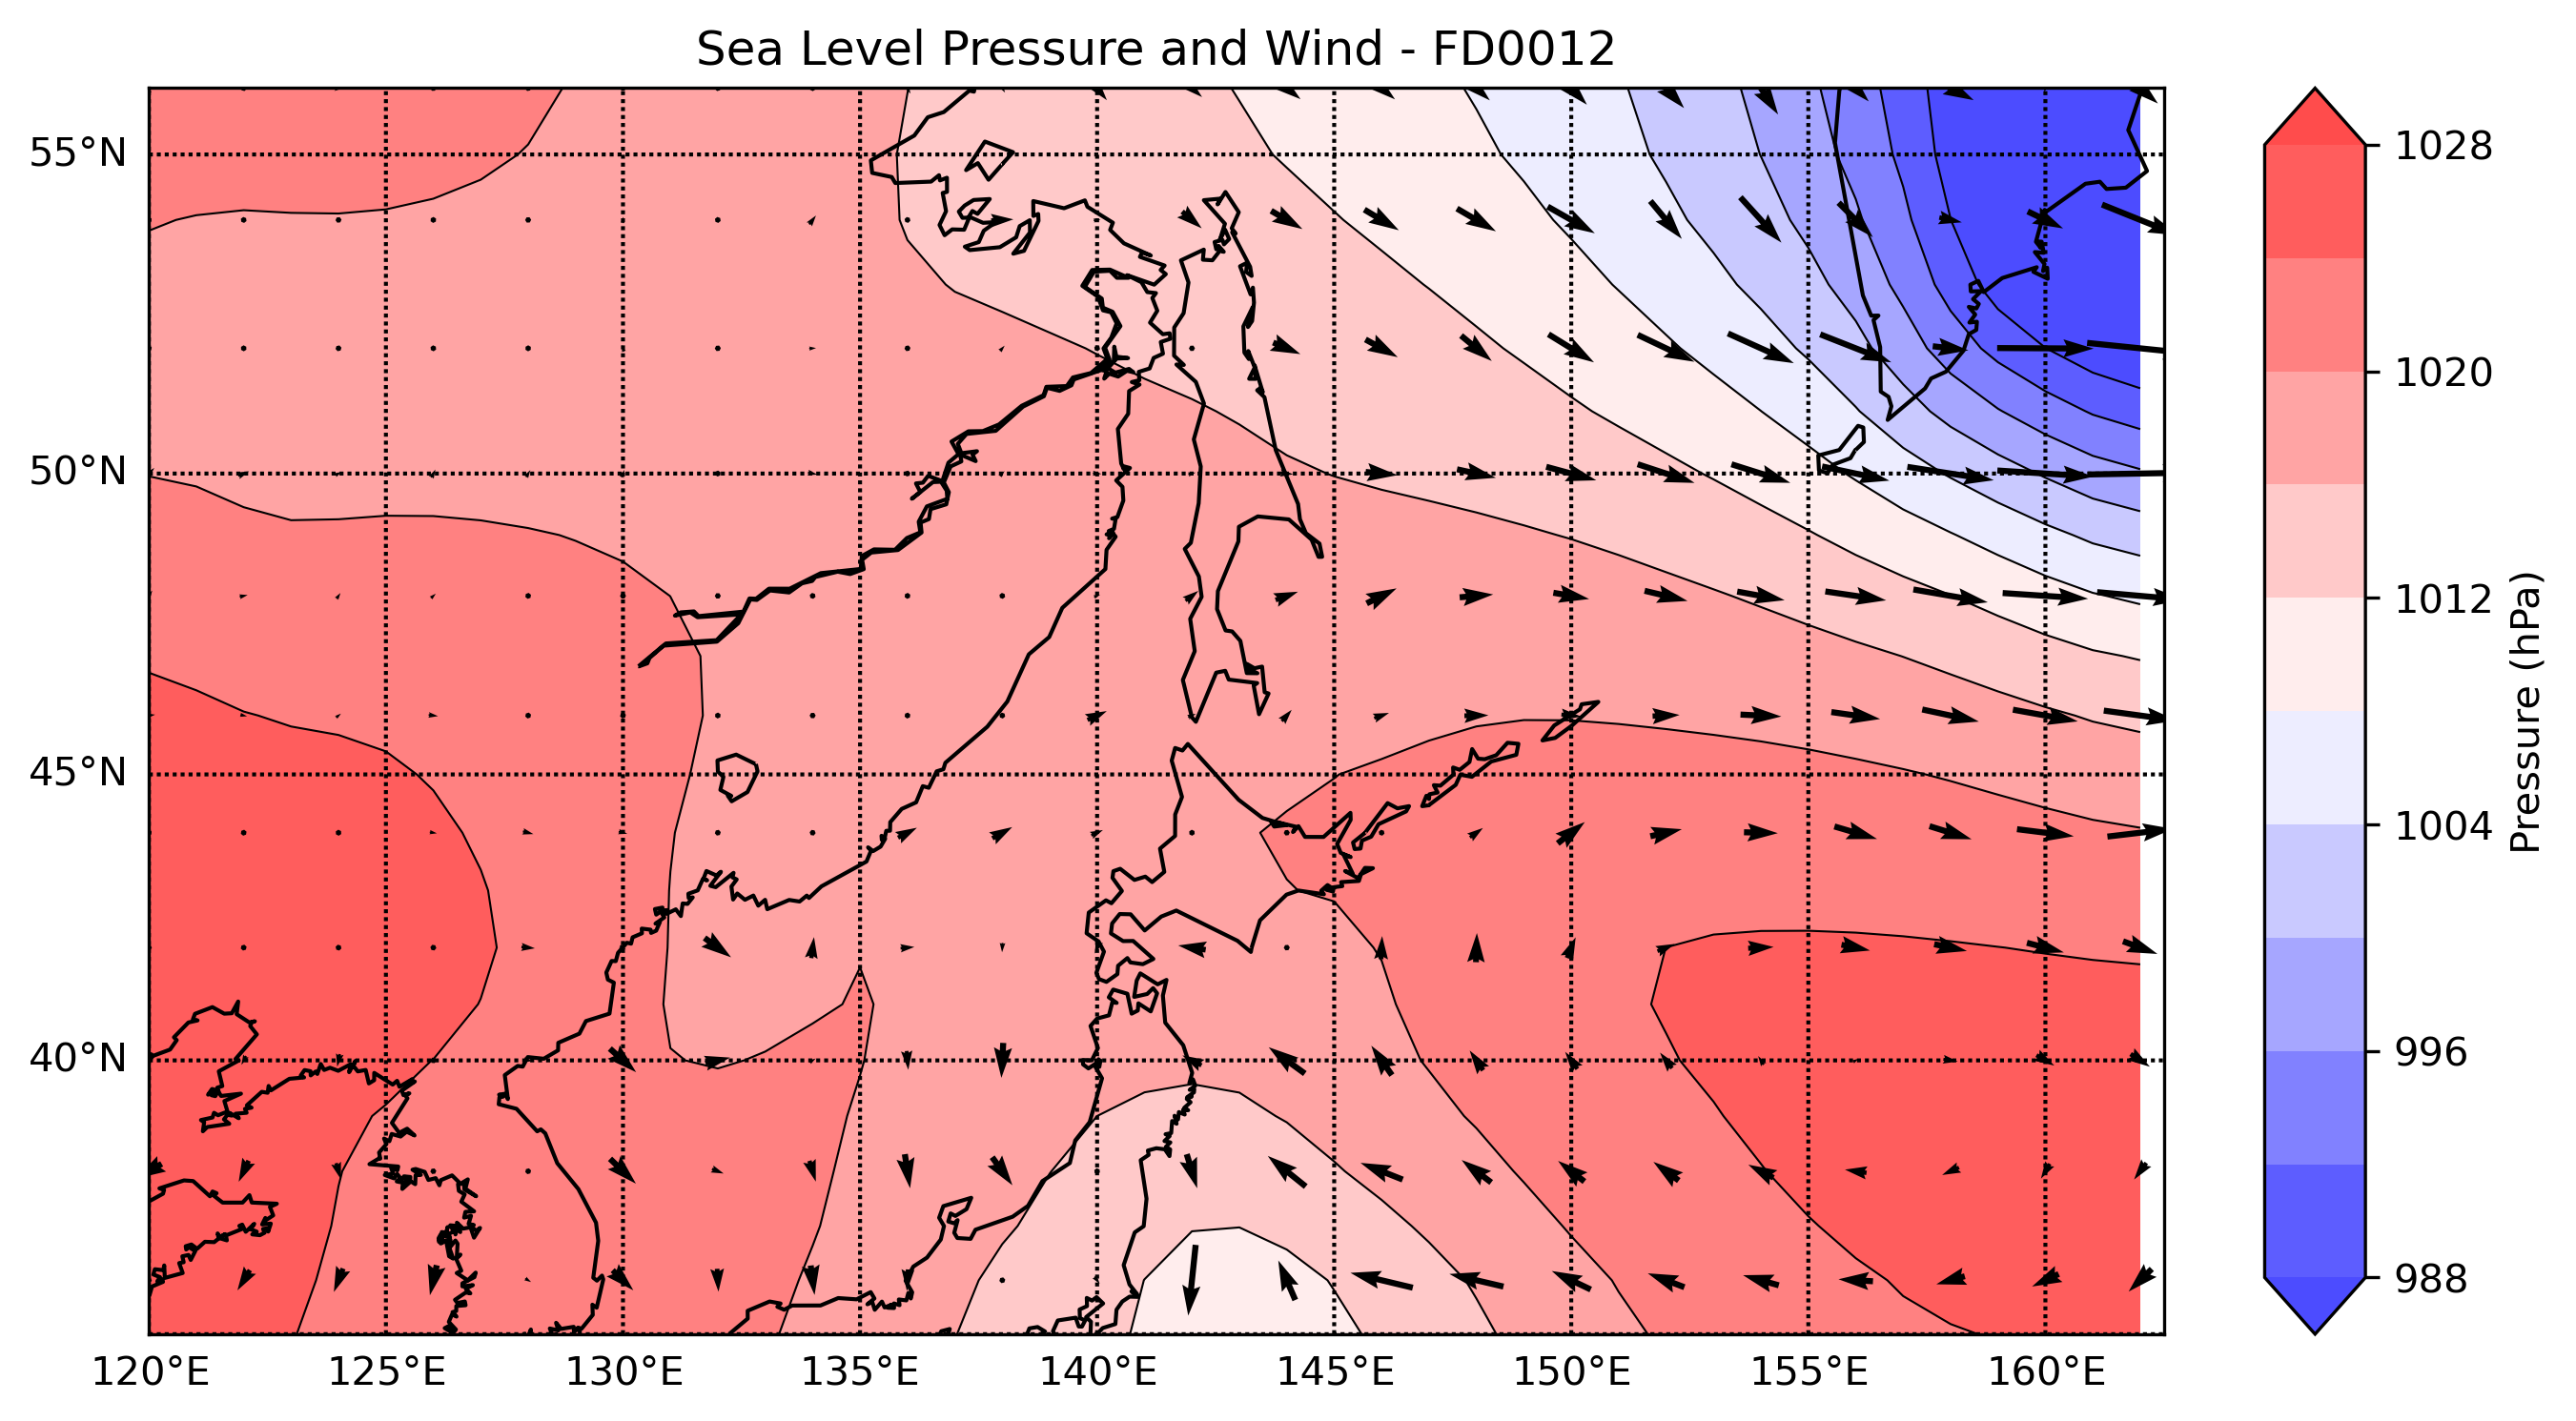 Sea Level Pressure and Wind - FD0012
55°N
50°N
45°N
40°N
120°E 125°E 130°E 135°E 140°E 145°E 150°E 155°E 160°E
1028
1020
1012
1004
996
988
Pressure (hPa)